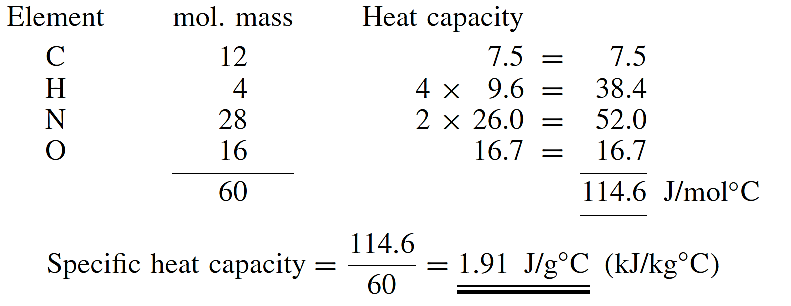 Element mol. mass Heat capacity
C 12 7.5 = 7.5
H 4 4 × 9.6 = 38.4
N 28 2 × 26.0 = 52.0
O 16 16.7 = 16.7
60 114.6 J/mol°C
Specific heat capacity = 114.6/60 = 1.91 J/g°C (kJ/kg°C)